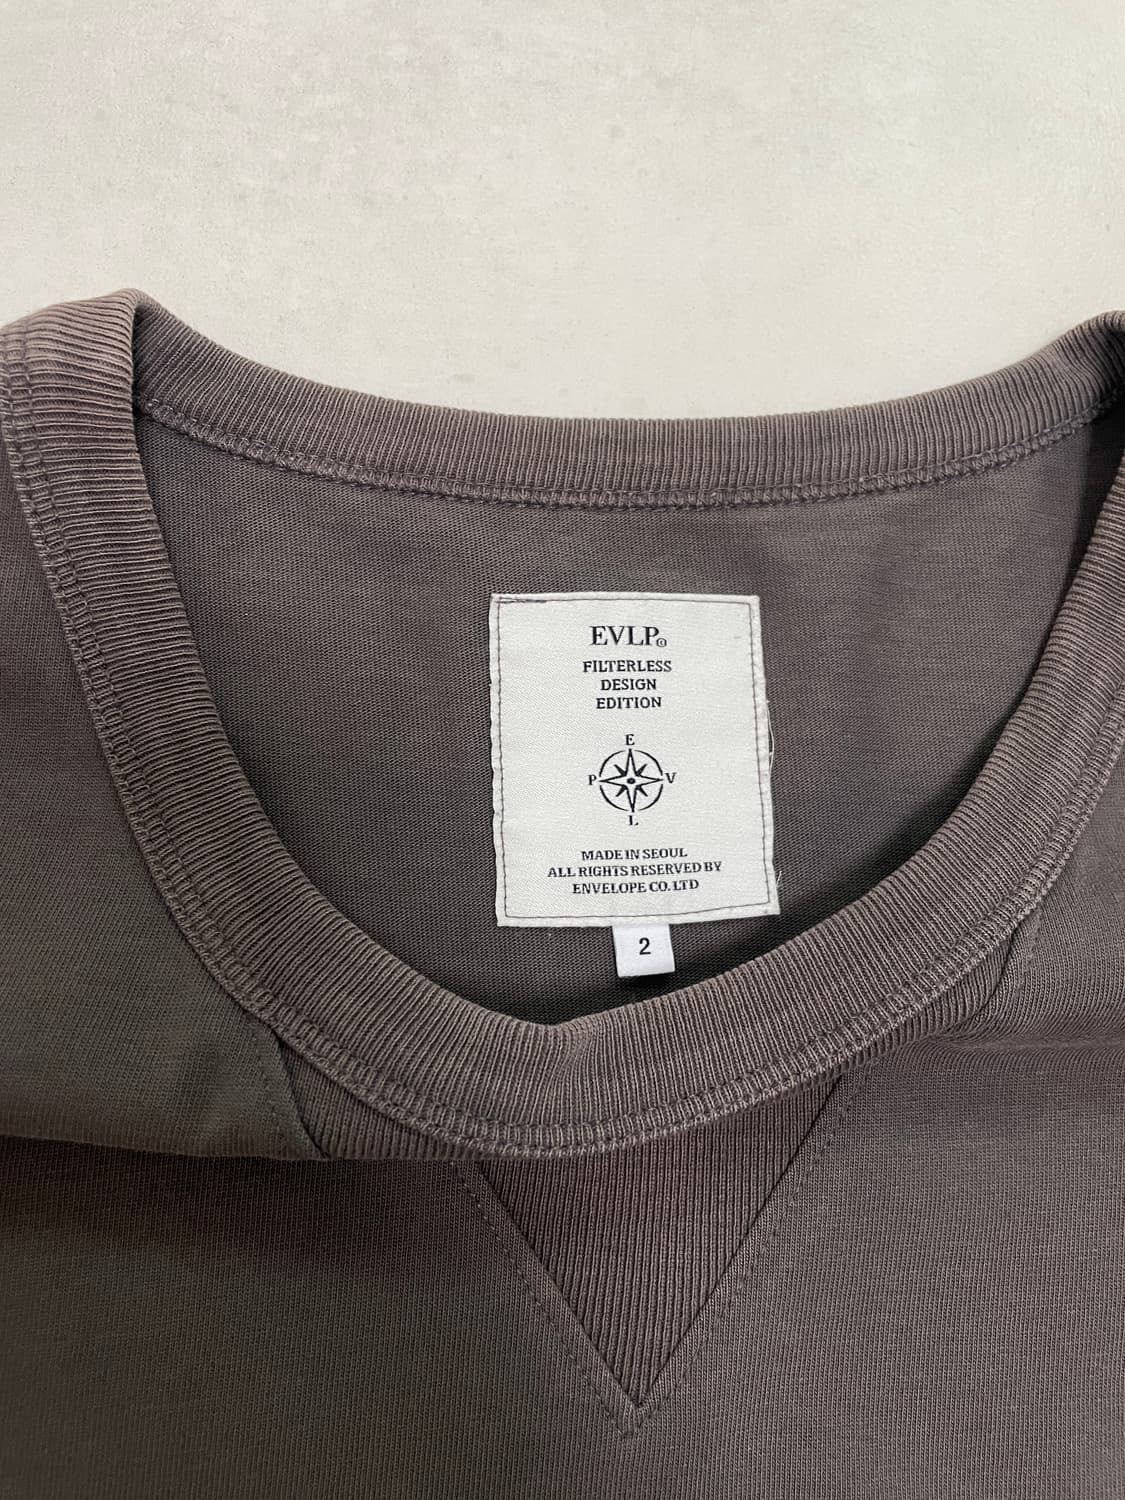 EVLP©
FILTERLESS
DESIGN
EDITION
E
P V
L
MADE IN SEOUL
ALL RIGHTS RESERVED BY
ENVELOPE CO. LTD
2